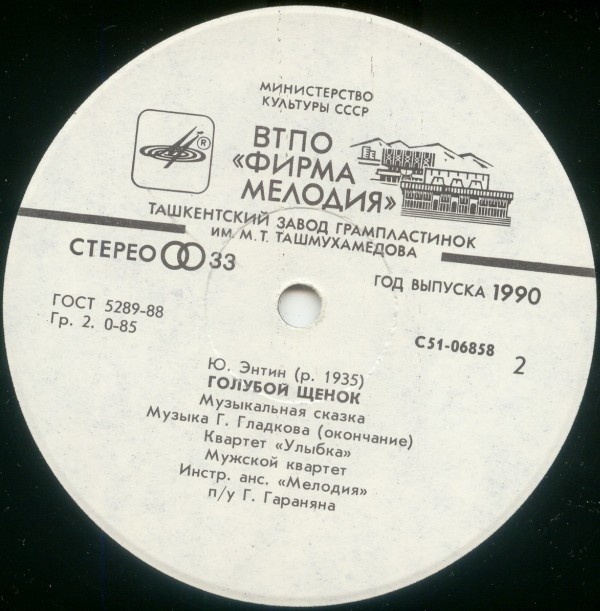 МИНИСТЕРСТВО
КУЛЬТУРЫ СССР
ВТПО
«ФИРМА
МЕЛОДИЯ»
®
ТАШКЕНТСКИЙ ЗАВОД ГРАМПЛАСТИНОК
ИМ М. Т. ТАШМУХАМЕДОВА
СТЕРЕО 33
ГОД ВЫПУСКА 1990
ГОСТ 5289-88
Гр. 2. 0-85
С51-06858
2
Ю. Энтин (р. 1935)
ГОЛУБОЙ ЩЕНОК
Музыкальная сказка
Музыка Г. Гладкова (окончание)
Квартет «Улыбка»
Мужской квартет
Инстр. анс. «Мелодия»
п/у Г. Гараняна